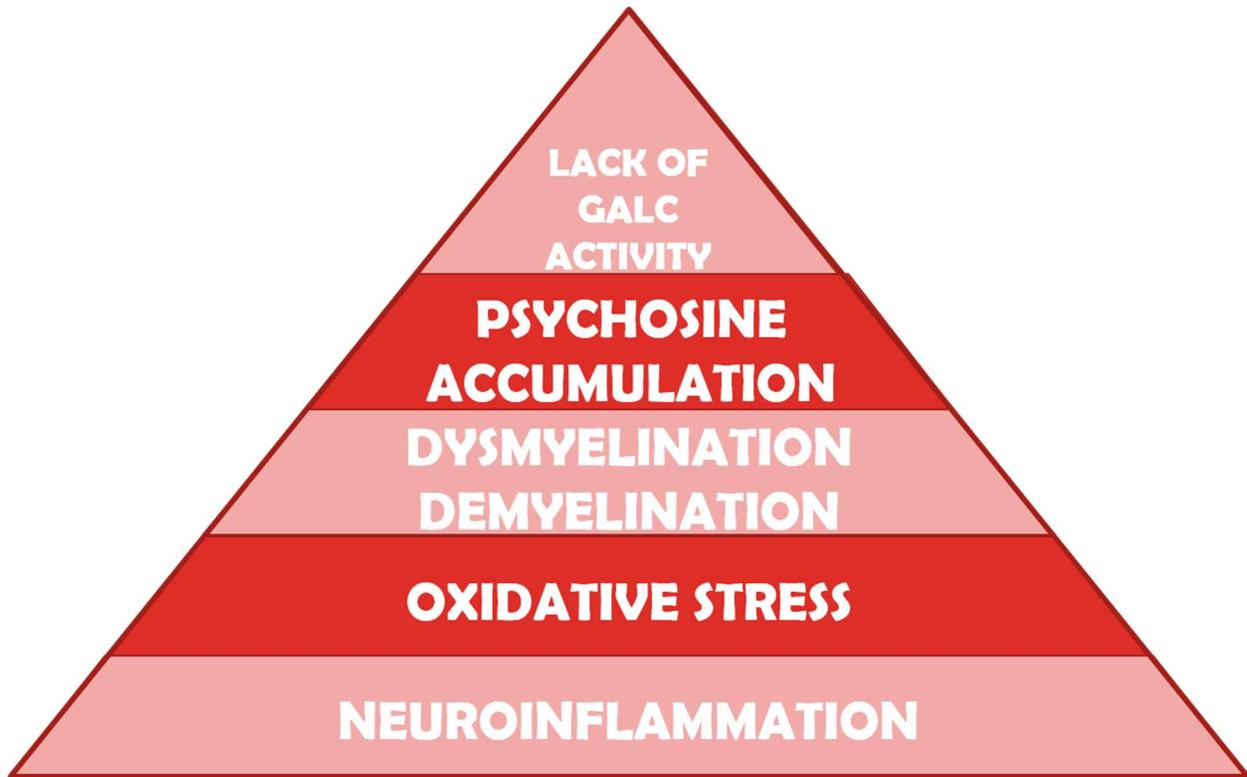 LACK OF
GALC
ACTIVITY
PSYCHOSINE
ACCUMULATION
DYSMYELINATION
DEMYELINATION
OXIDATIVE STRESS
NEUROINFLAMMATION